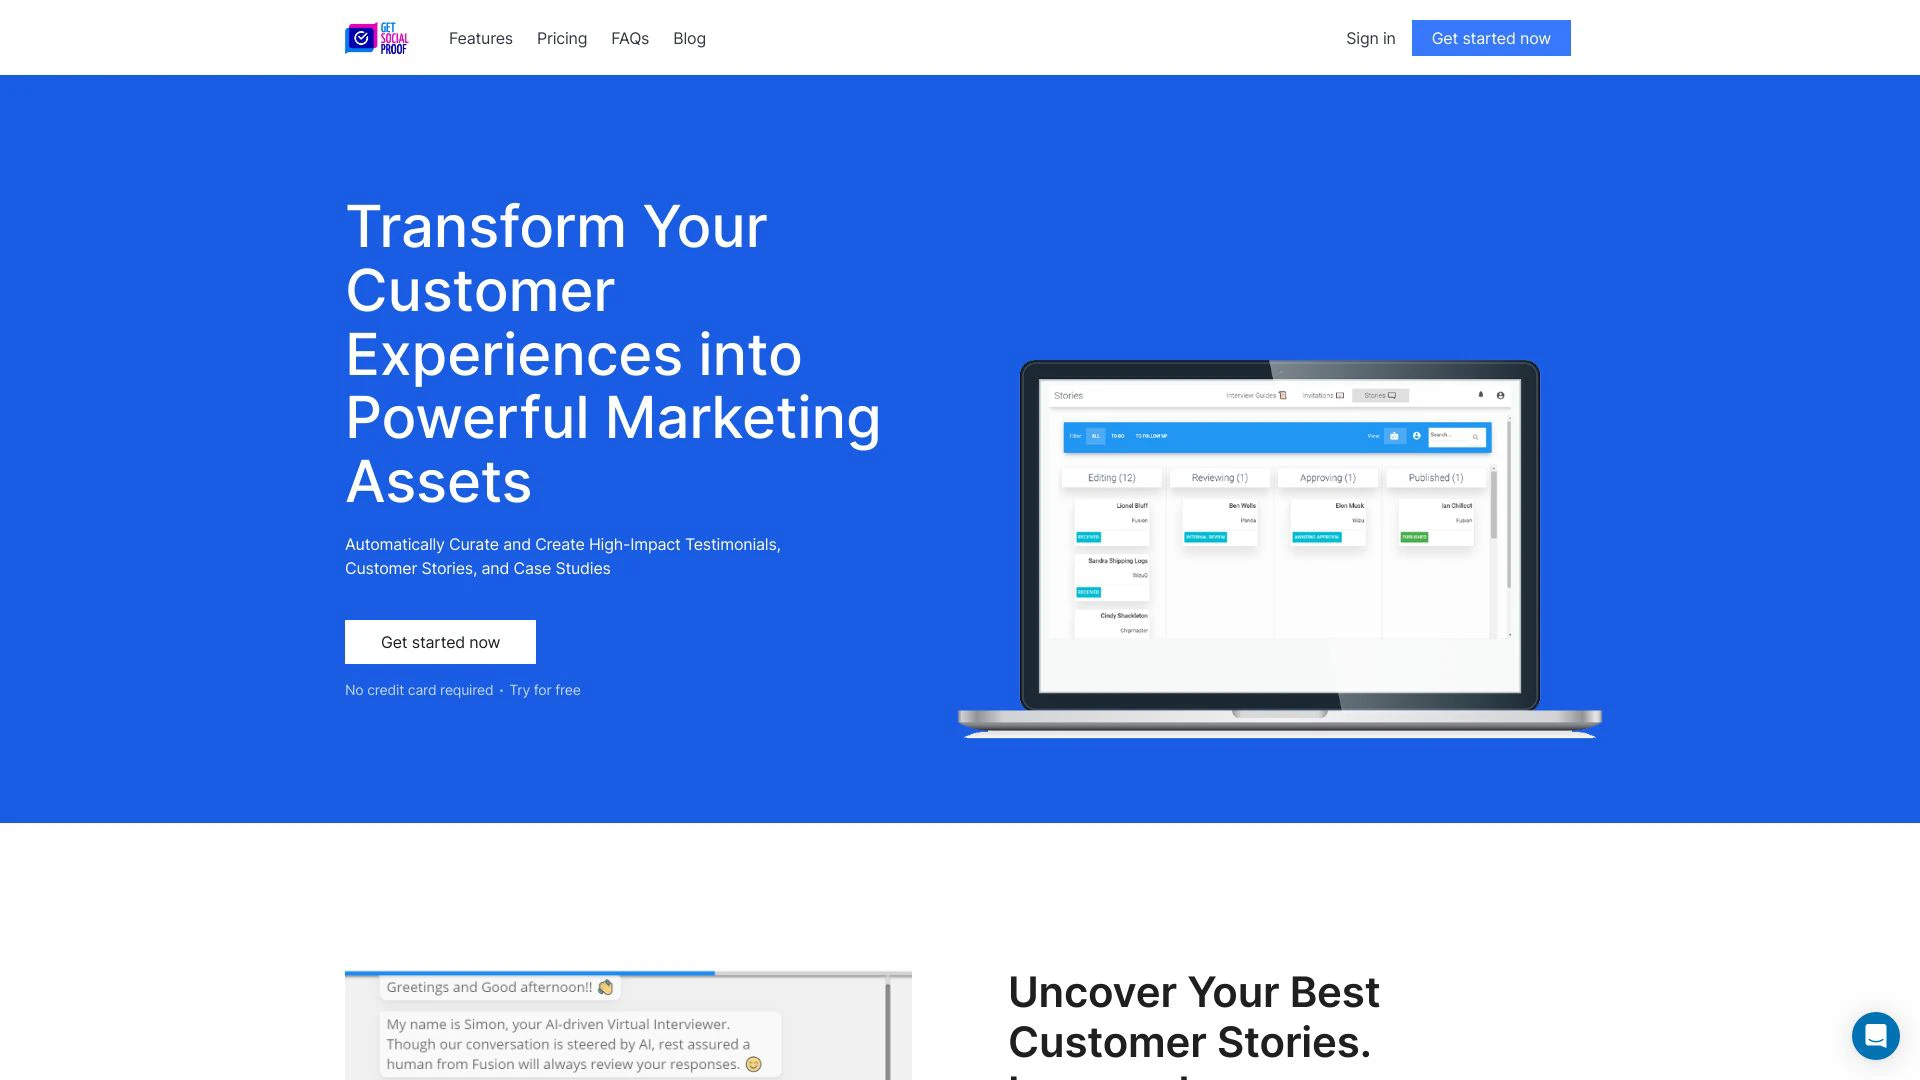 GET
SOCIAL
PROOF
Features
Pricing
FAQs
Blog
Sign in
Get started now
Transform Your
Customer
Experiences into
Powerful Marketing
Assets
Automatically Curate and Create High-Impact Testimonials,
Customer Stories, and Case Studies
Get started now
No credit card required • Try for free
Stories
Interview Guides
Invitations
Stories
Filter
ALL
TO DO
TO FOLLOW UP
View
Search...
Editing (12)
Reviewing (1)
Approving (1)
Published (1)
Lionel Bluff
Fusion
RECEIVED
Sandra Shipping Logs
WizuG
RECEIVED
Cindy Shackleton
Chipmaster
Ben Wells
Panda
INTERNAL REVIEW
Elon Musk
Wizu
AWAITING APPROVAL
Ian Chillcot
Fusion
PUBLISHED
Greetings and Good afternoon!! 👏
My name is Simon, your AI-driven Virtual Interviewer.
Though our conversation is steered by AI, rest assured a
human from Fusion will always review your responses. 😊
Uncover Your Best
Customer Stories.